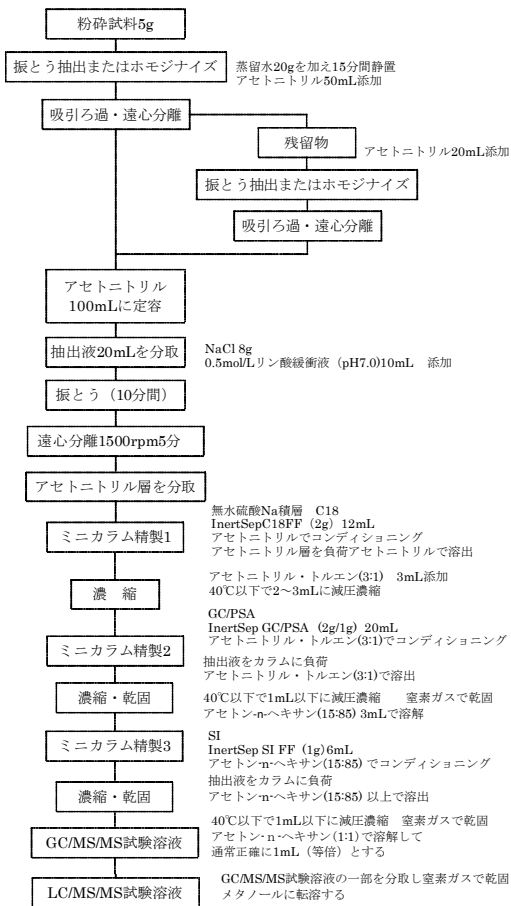 粉砕試料5g
振とう抽出またはホモジナイズ
蒸留水20gを加え15分間静置
アセトニトリル50mL添加
吸引ろ過・遠心分離
残留物
アセトニトリル20mL添加
振とう抽出またはホモジナイズ
吸引ろ過・遠心分離
アセトニトリル
100mLに定容
抽出液20mLを分取
NaCl 8g
0.5mol/Lリン酸緩衝液（pH7.0)10mL　添加
振とう（10分間）
遠心分離1500rpm5分
アセトニトリル層を分取
無水硫酸Na積層　C18
InertSepC18FF（2g）12mL
アセトニトリルでコンディショニング
アセトニトリル層を負荷アセトニトリルで溶出
ミニカラム精製1
アセトニトリル・トルエン(3:1)　3mL添加
40℃以下で2～3mLに減圧濃縮
濃　縮
GC/PSA
InertSep GC/PSA（2g/1g）20mL
アセトニトリル・トルエン(3:1)でコンディショニング
ミニカラム精製2
抽出液をカラムに負荷
アセトニトリル・トルエン(3:1)で溶出
濃縮・乾固
40℃以下で1mL以下に減圧濃縮　窒素ガスで乾固
アセトン-n-ヘキサン(15:85) 3mLで溶解
SI
InertSep SI FF（1g)6mL
アセトン-n-ヘキサン(15:85) でコンディショニング
ミニカラム精製3
抽出液をカラムに負荷
アセトン-n-ヘキサン(15:85) 以上で溶出
濃縮・乾固
40℃以下で1mL以下に減圧濃縮　窒素ガスで乾固
アセトン-ｎ-ヘキサン(1:1)で溶解して
通常正確に1mL（等倍）とする
GC/MS/MS試験溶液
GC/MS/MS試験溶液の一部を分取し窒素ガスで乾固
メタノールに転溶する
LC/MS/MS試験溶液